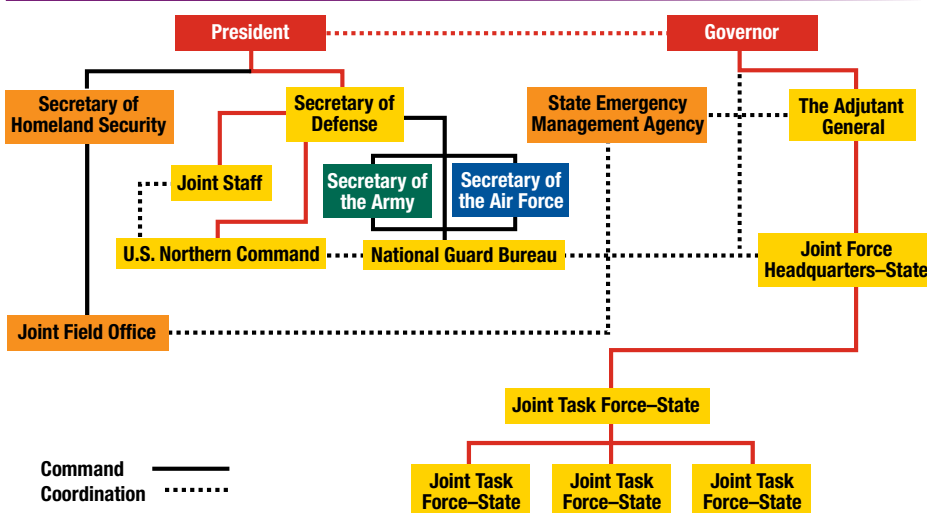 President
Governor
Secretary of
Homeland Security
Secretary of
Defense
State Emergency
Management Agency
The Adjutant
General
Joint Staff
Secretary of
the Army
Secretary of
the Air Force
U.S. Northern Command
National Guard Bureau
Joint Force
Headquarters–State
Joint Field Office
Joint Task Force–State
Command
Coordination
Joint Task
Force–State
Joint Task
Force–State
Joint Task
Force–State